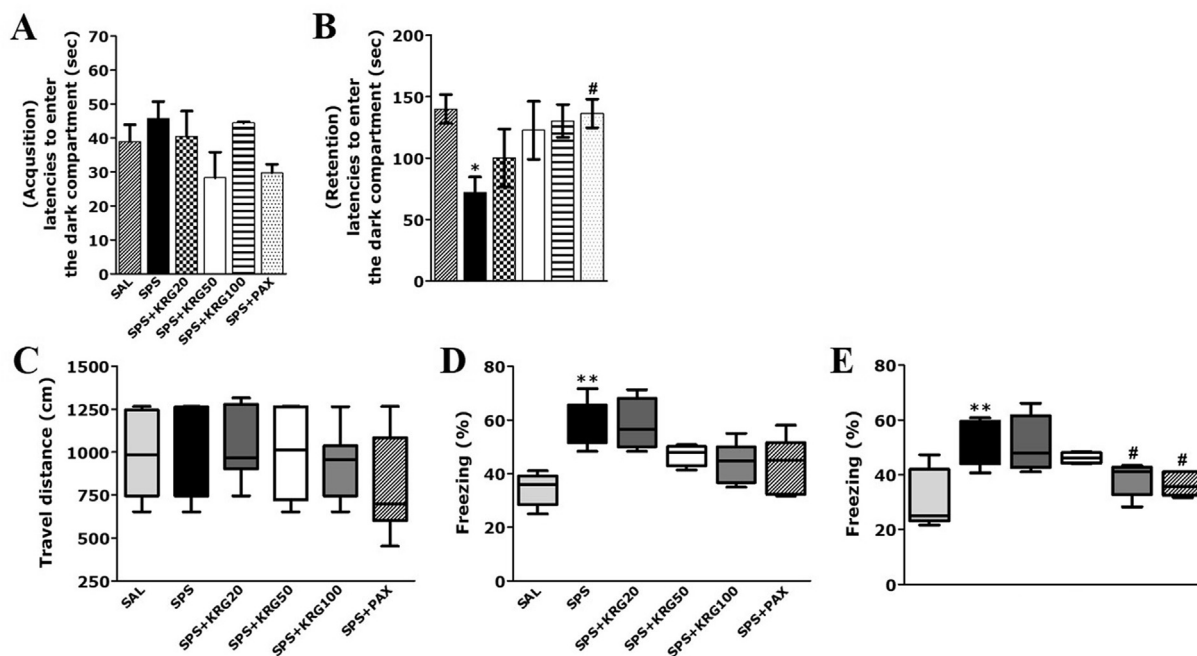 A
(Acqusition)
latencies to enter
the dark compartment (sec)
70
60
50
40
30
20
10
0
SAL
SPS
SPS+KRG20
SPS+KRG50
SPS+KRG100
SPS+PAX
B
(Retention)
latencies to enter
the dark compartment (sec)
200
150
100
50
0
*
#
C
Travel distance (cm)
1500
1250
1000
750
500
250
SAL
SPS
SPS+KRG20
SPS+KRG50
SPS+KRG100
SPS+PAX
D
Freezing (%)
80
60
40
20
0
**
SAL
SPS
SPS+KRG20
SPS+KRG50
SPS+KRG100
SPS+PAX
E
Freezing (%)
80
60
40
20
0
**
#
#